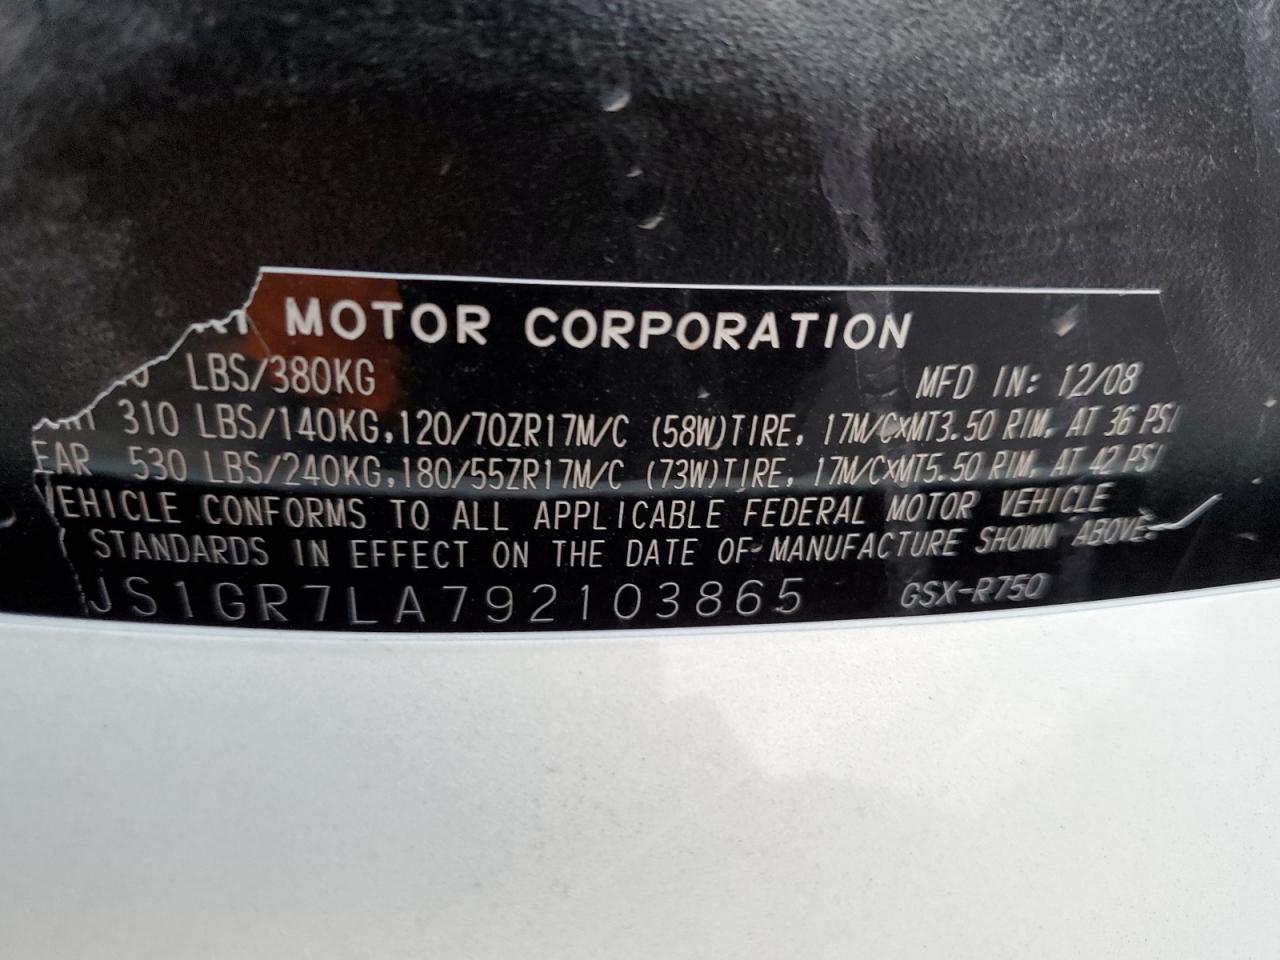 MOTOR CORPORATION
LBS/380KG MFD IN: 12/08
310 LBS/140KG,120/70ZR17M/C (58W)TIRE, 17M/CXMT3.50 RIM, AT 36 PSI
EAR 530 LBS/240KG,180/55ZR17M/C (73W)TIRE, 17M/CXMT5.50 RIM, AT 42 PSI
VEHICLE CONFORMS TO ALL APPLICABLE FEDERAL MOTOR VEHICLE
STANDARDS IN EFFECT ON THE DATE OF MANUFACTURE SHOWN ABOVE.
JS1GR7LA792103865 GSX-R750